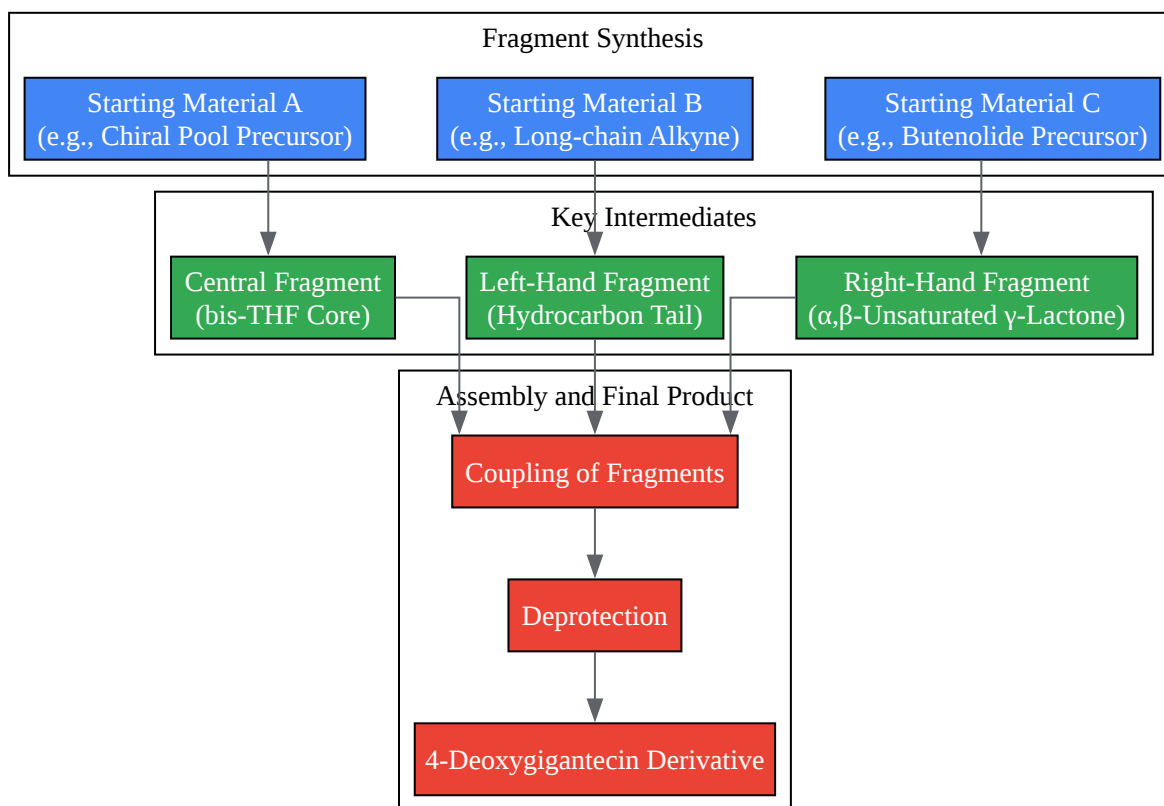 Fragment Synthesis
Starting Material A
(e.g., Chiral Pool Precursor)
Starting Material B
(e.g., Long-chain Alkyne)
Starting Material C
(e.g., Butenolide Precursor)
Key Intermediates
Central Fragment
(bis-THF Core)
Left-Hand Fragment
(Hydrocarbon Tail)
Right-Hand Fragment
(α,β-Unsaturated γ-Lactone)
Assembly and Final Product
Coupling of Fragments
Deprotection
4-Deoxygigantecin Derivative